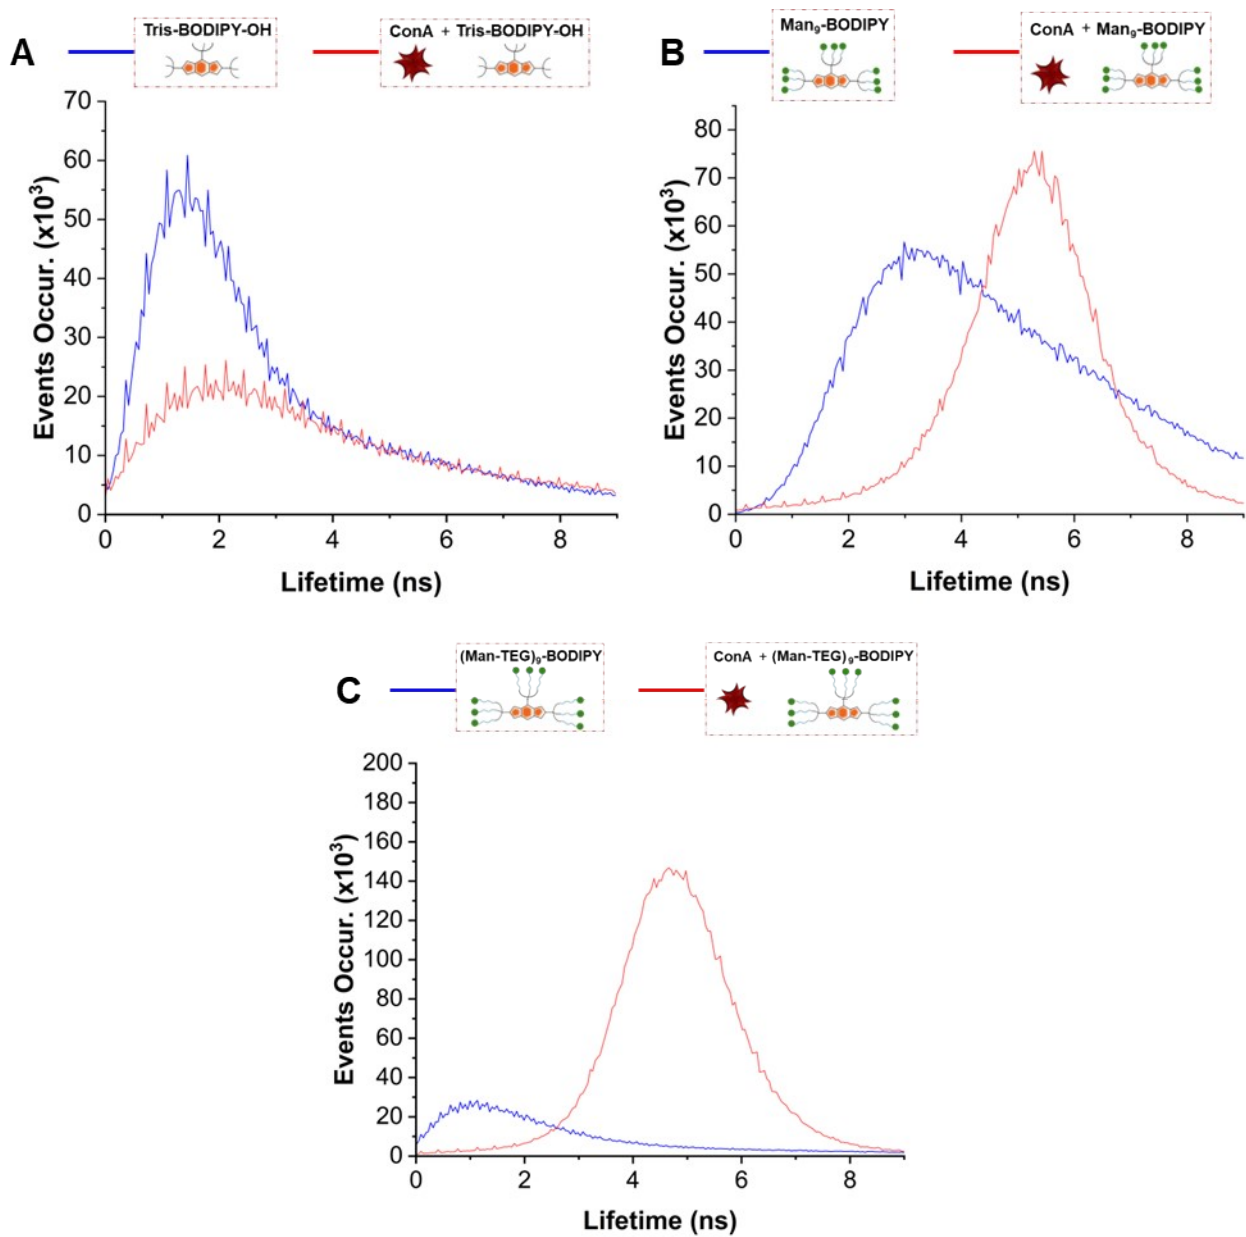 A
Tris-BODIPY-OH
ConA + Tris-BODIPY-OH
70
60
50
40
30
20
10
0
Events Occur. (x10³)
0 2 4 6 8
Lifetime (ns)
B
Man₉-BODIPY
ConA + Man₉-BODIPY
80
70
60
50
40
30
20
10
0
Events Occur. (x10³)
0 2 4 6 8
Lifetime (ns)
C
(Man-TEG)₉-BODIPY
ConA + (Man-TEG)₉-BODIPY
200
180
160
140
120
100
80
60
40
20
0
Events Occur. (x10³)
0 2 4 6 8
Lifetime (ns)